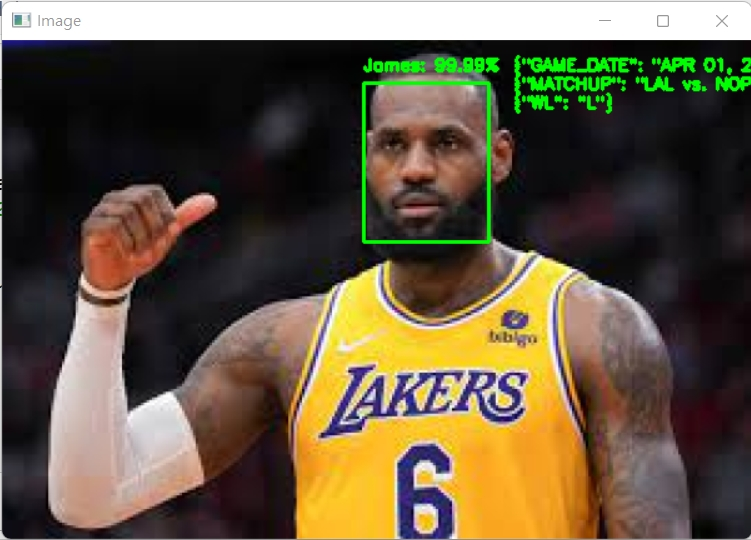 Image
James: 99.99%
{"GAME_DATE": "APR 01, 2
{"MATCHUP": "LAL vs. NOP
{"WL": "L"}
bibigo
LAKERS
6